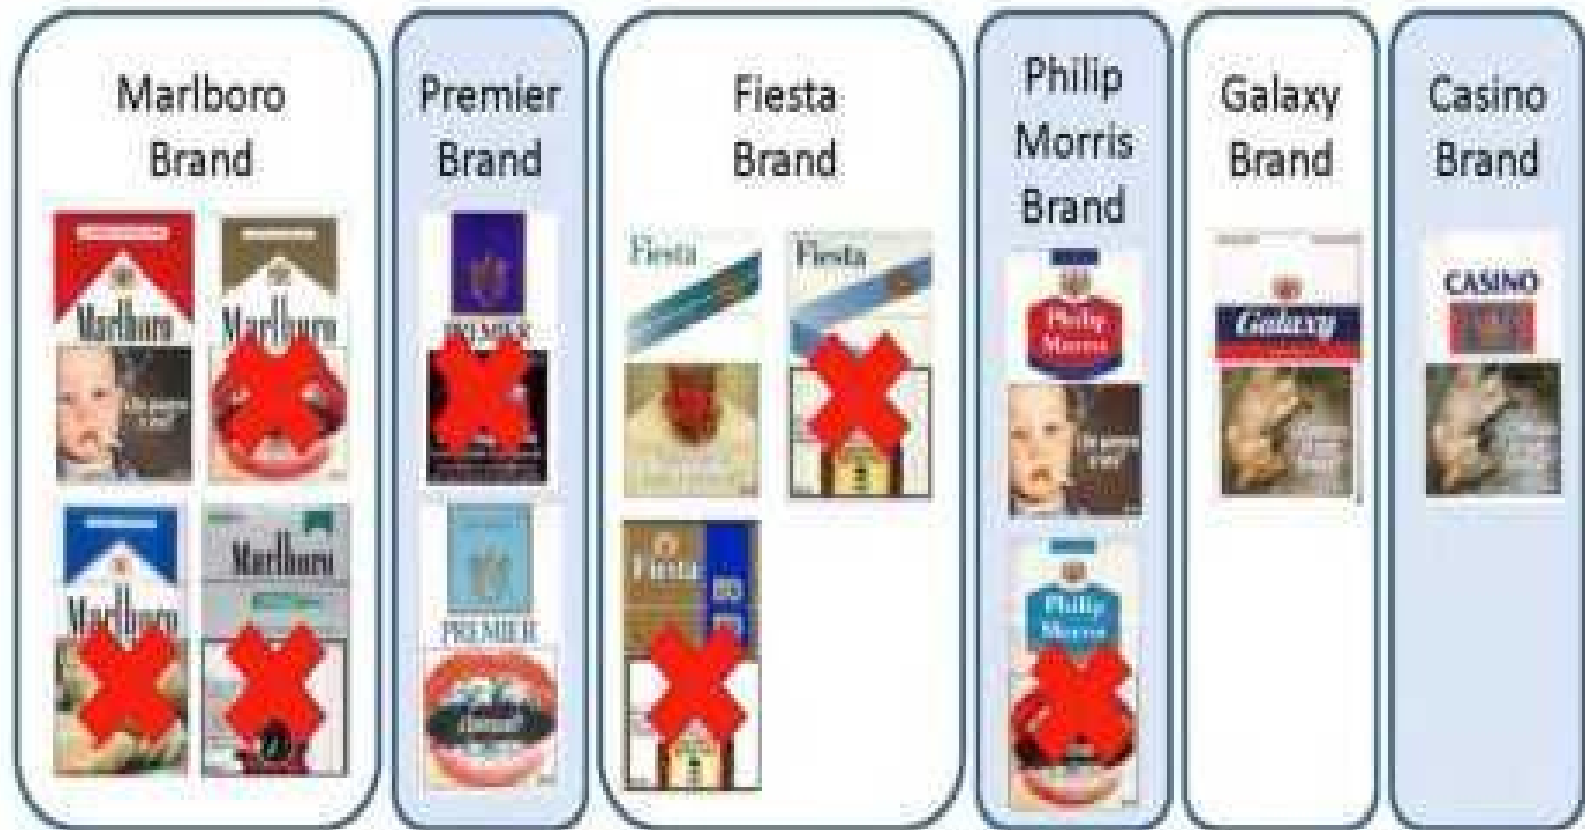 Marlboro
Brand
Premier
Brand
Fiesta
Brand
Philip
Morris
Brand
Galaxy
Brand
Casino
Brand
Marlboro
Marlboro
Marlboro
Marlboro
PREMIER
PREMIER
Fiesta
Fiesta
Fiesta
Philip
Morris
Philip
Morris
Galaxy
CASINO